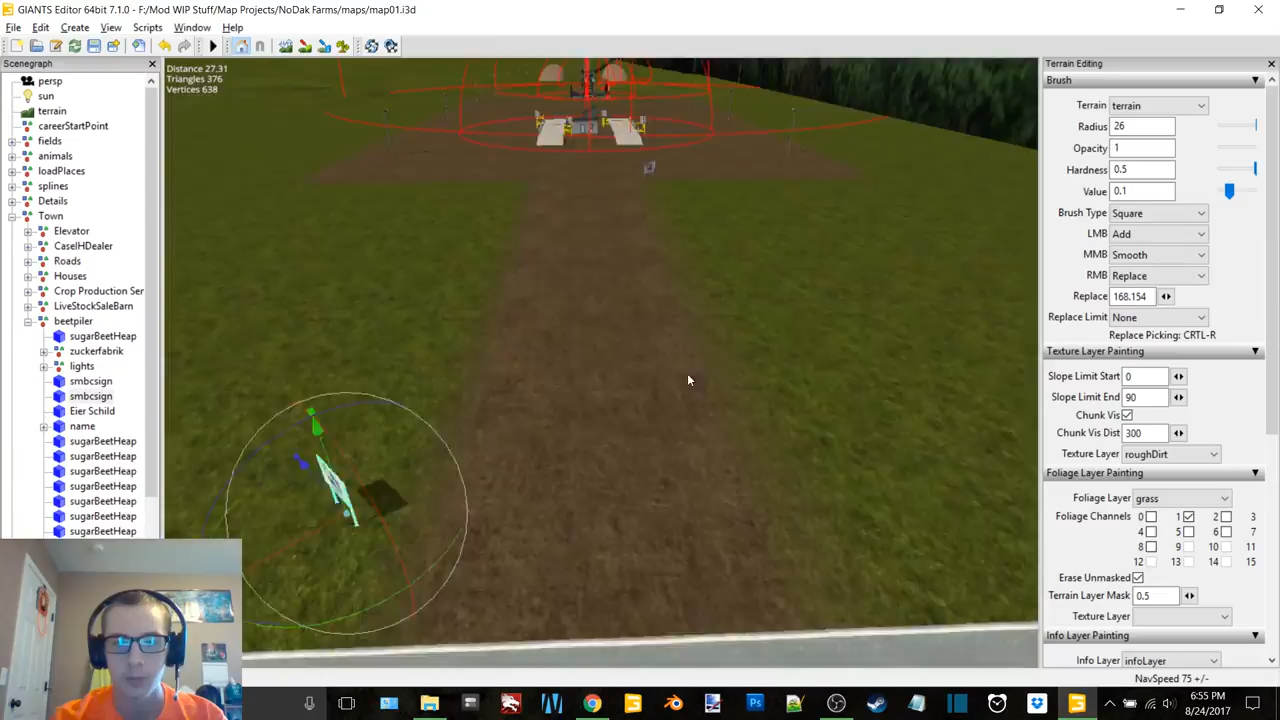 GIANTS Editor 64bit 7.1.0 - F:/Mod WIP Stuff/Map Projects/NoDak Farms/maps/map01.i3d
File Edit Create View Scripts Window Help
Scenegraph
persp
sun
terrain
careerStartPoint
fields
animals
loadPlaces
splines
Details
Town
Elevator
CaseIHDealer
Roads
Houses
Crop Production Ser
LiveStockSaleBarn
beetpiler
sugarBeetHeap
zuckerfabrik
lights
smbcsign
smbcsign
Eier Schild
name
sugarBeetHeap
sugarBeetHeap
sugarBeetHeap
sugarBeetHeap
sugarBeetHeap
sugarBeetHeap
sugarBeetHeap
Distance 27.31
Triangles 376
Vertices 638
Terrain Editing
Brush
Terrain terrain
Radius 26
Opacity 1
Hardness 0.5
Value 0.1
Brush Type Square
LMB Add
MMB Smooth
RMB Replace
Replace 168.154
Replace Limit None
Replace Picking: CRTL-R
Texture Layer Painting
Slope Limit Start 0
Slope Limit End 90
Chunk Vis
Chunk Vis Dist 300
Texture Layer roughDirt
Foliage Layer Painting
Foliage Layer grass
Foliage Channels 0 1 2 3
4 5 6 7
8 9 10 11
12 13 14 15
Erase Unmasked
Terrain Layer Mask 0.5
Texture Layer
Info Layer Painting
Info Layer infoLayer
NavSpeed 75 +/-
6:55 PM
8/24/2017